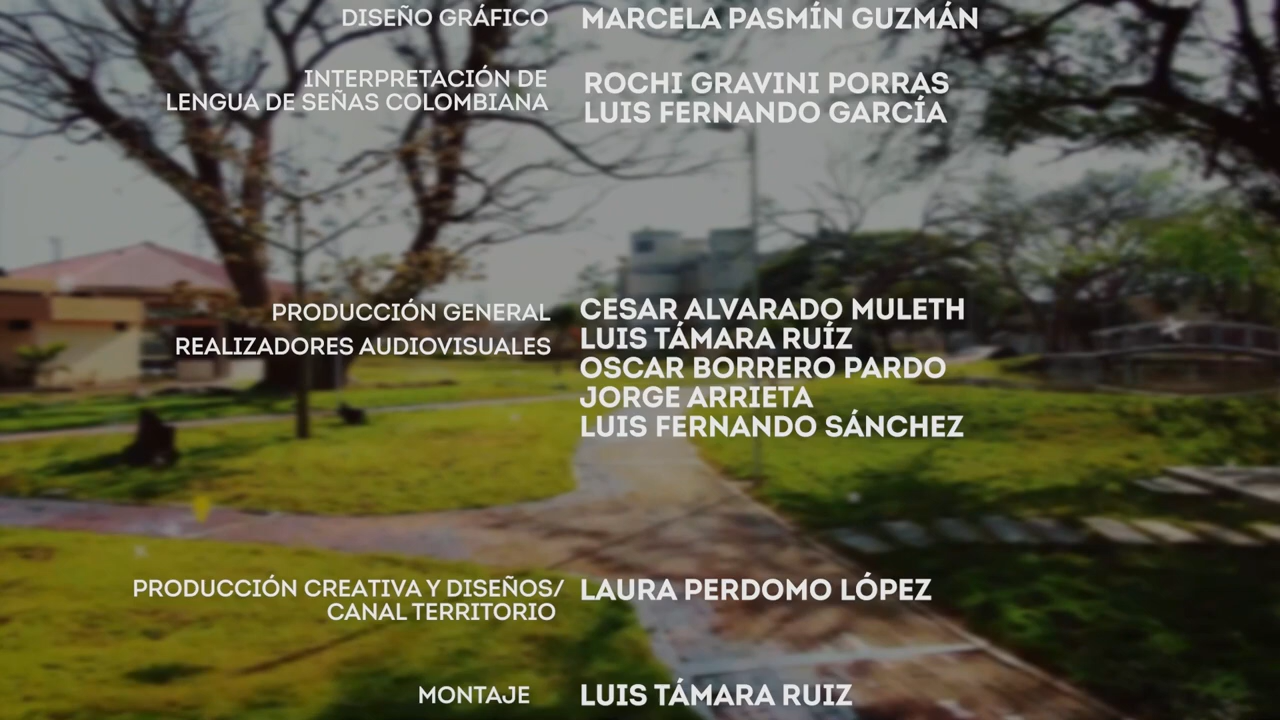 DISEÑO GRÁFICO MARCELA PASMÍN GUZMÁN
INTERPRETACIÓN DE
LENGUA DE SEÑAS COLOMBIANA
ROCHI GRAVINI PORRAS
LUIS FERNANDO GARCÍA
PRODUCCIÓN GENERAL CESAR ALVARADO MULETH
REALIZADORES AUDIOVISUALES LUIS TÁMARA RUÍZ
OSCAR BORRERO PARDO
JORGE ARRIETA
LUIS FERNANDO SÁNCHEZ
PRODUCCIÓN CREATIVA Y DISEÑOS/ LAURA PERDOMO LÓPEZ
CANAL TERRITORIO
MONTAJE LUIS TÁMARA RUIZ